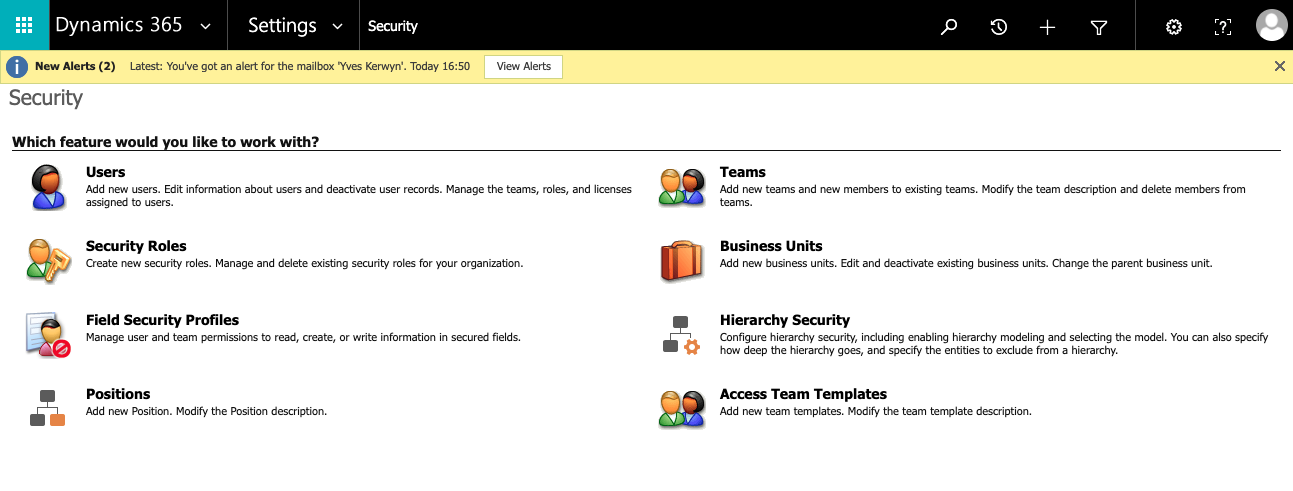 Dynamics 365 Settings Security
New Alerts (2) Latest: You've got an alert for the mailbox 'Yves Kerwyn'. Today 16:50 View Alerts
Security
Which feature would you like to work with?
Users
Add new users. Edit information about users and deactivate user records. Manage the teams, roles, and licenses
assigned to users.
Teams
Add new teams and new members to existing teams. Modify the team description and delete members from
teams.
Security Roles
Create new security roles. Manage and delete existing security roles for your organization.
Business Units
Add new business units. Edit and deactivate existing business units. Change the parent business unit.
Field Security Profiles
Manage user and team permissions to read, create, or write information in secured fields.
Hierarchy Security
Configure hierarchy security, including enabling hierarchy modeling and selecting the model. You can also specify
how deep the hierarchy goes, and specify the entities to exclude from a hierarchy.
Positions
Add new Position. Modify the Position description.
Access Team Templates
Add new team templates. Modify the team template description.